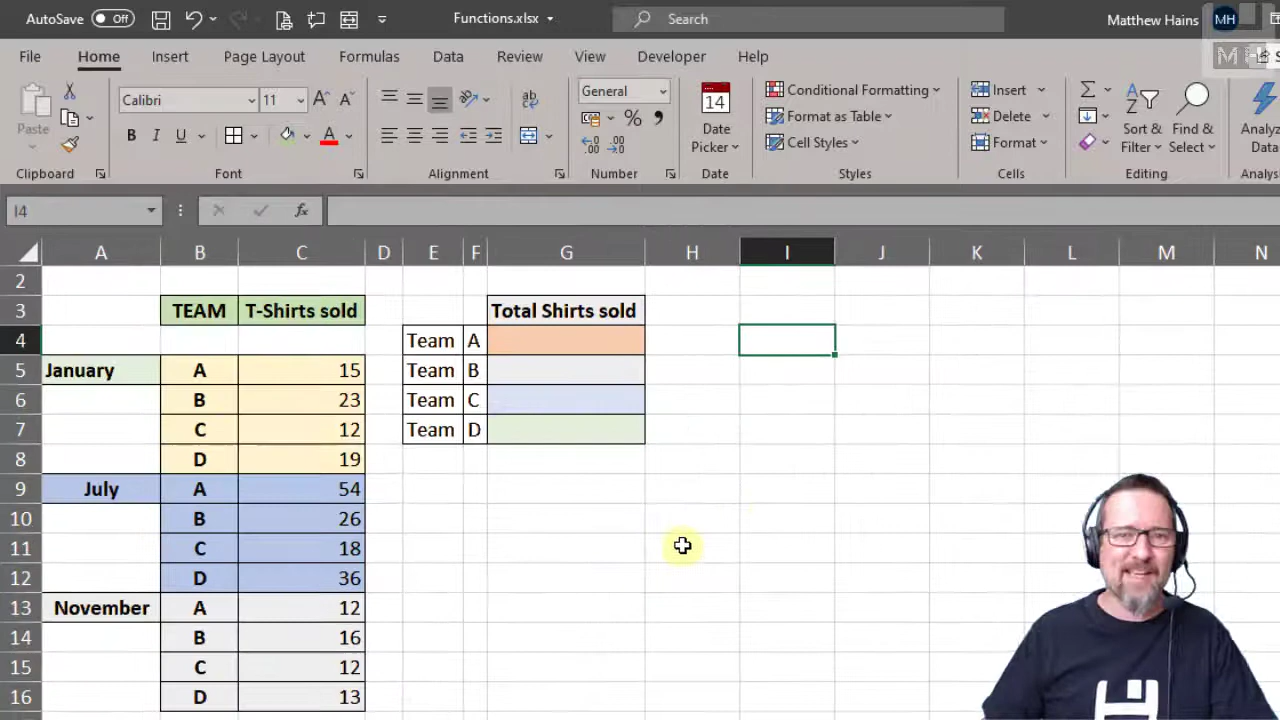 AutoSave Off Functions.xlsx Search Matthew Hains MH
File Home Insert Page Layout Formulas Data Review View Developer Help
Paste Calibri 11 A A ab General 14 Date Picker Conditional Formatting Format as Table Cell Styles Insert Delete Format Sort & Filter Find & Select Analyz Data
B I U A % 9
Clipboard Font Alignment Number Date Styles Cells Editing Analys
I4 fx
A B C D E F G H I J K L M N
2
3 TEAM T-Shirts sold Total Shirts sold
4 Team A
5 January A 15 Team B
6 B 23 Team C
7 C 12 Team D
8 D 19
9 July A 54
10 B 26
11 C 18
12 D 36
13 November A 12
14 B 16
15 C 12
16 D 13